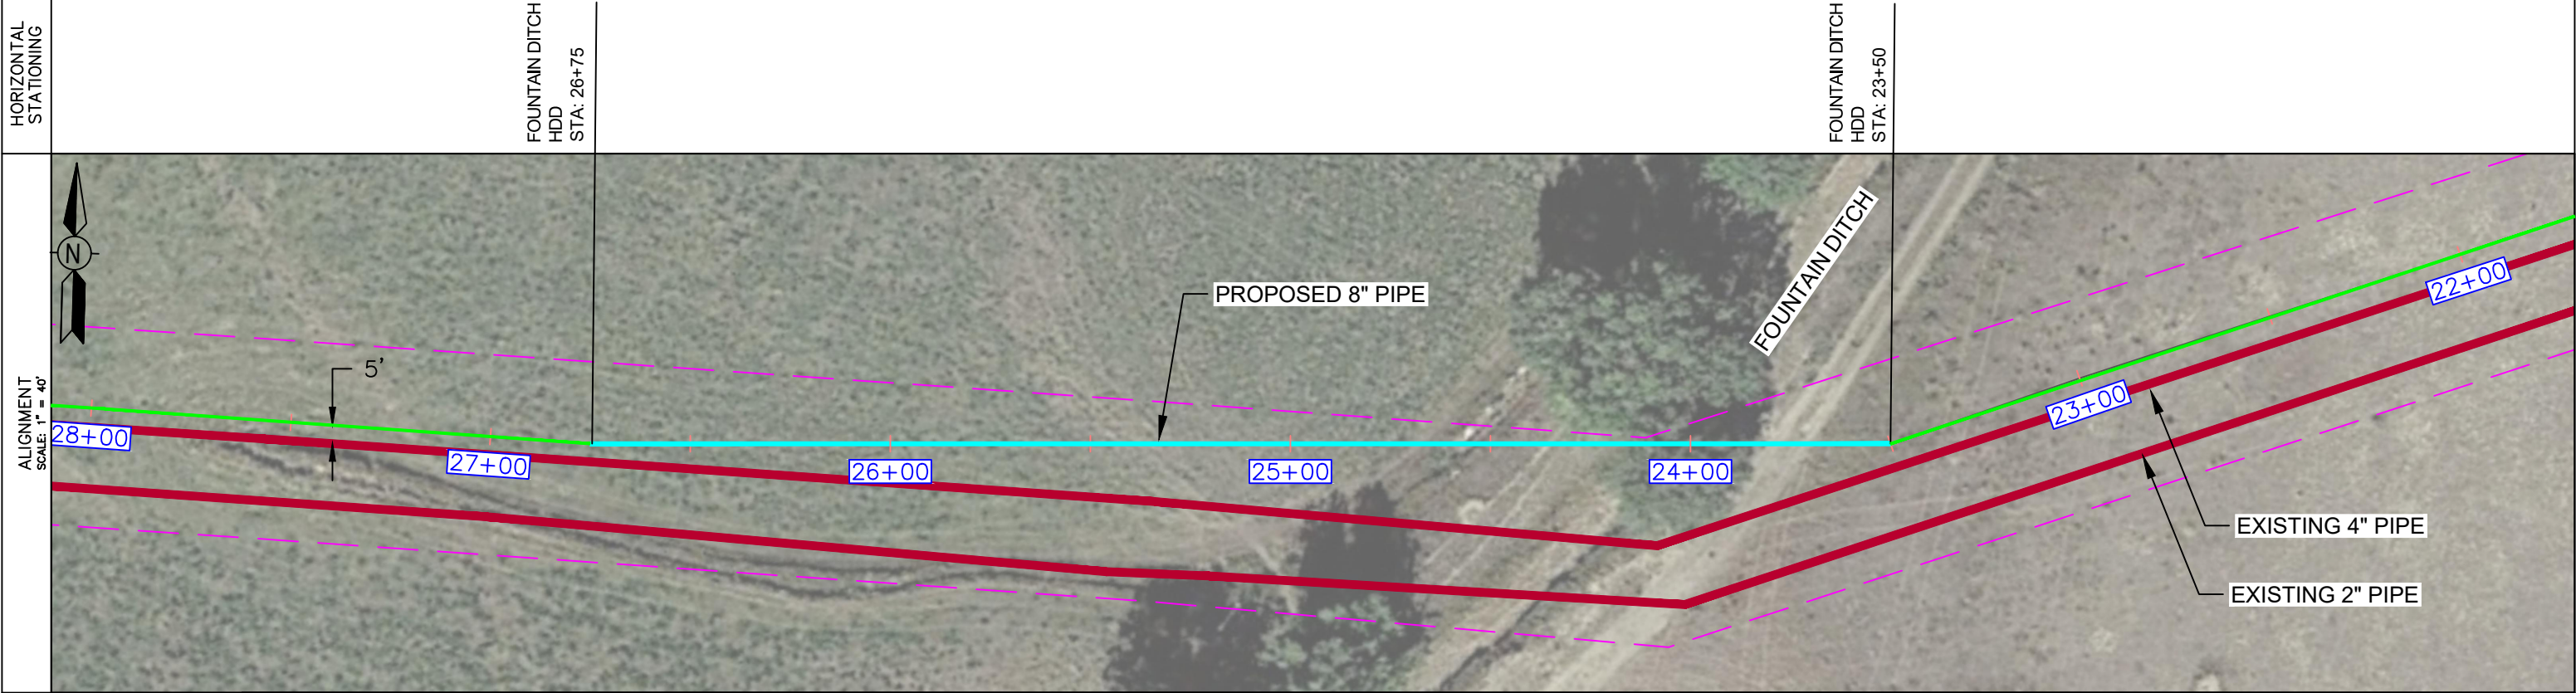 HORIZONTAL
STATIONING
FOUNTAIN DITCH
HDD
STA: 26+75
FOUNTAIN DITCH
HDD
STA: 23+50
N
FOUNTAIN DITCH
PROPOSED 8" PIPE
5'
ALIGNMENT
SCALE: 1" = 40'
28+00
27+00
26+00
25+00
24+00
23+00
22+00
EXISTING 4" PIPE
EXISTING 2" PIPE